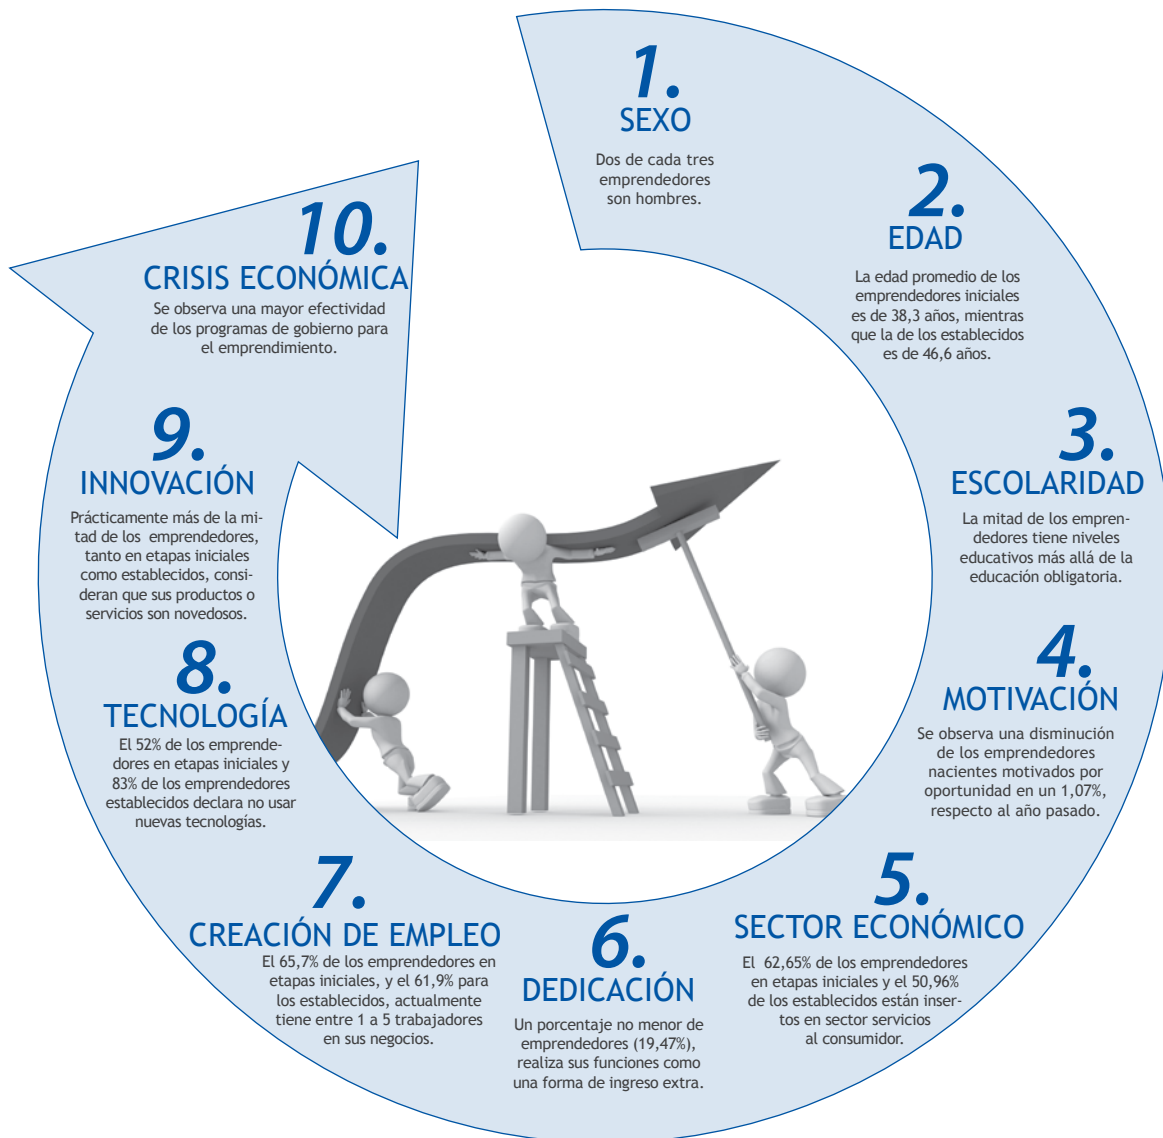 1.
SEXO
Dos de cada tres
emprendedores
son hombres.
2.
EDAD
La edad promedio de los
emprendedores iniciales
es de 38,3 años, mientras
que la de los establecidos
es de 46,6 años.
3.
ESCOLARIDAD
La mitad de los empren-
dedores tiene niveles
educativos más allá de la
educación obligatoria.
4.
MOTIVACIÓN
Se observa una disminución
de los emprendedores
nacientes motivados por
oportunidad en un 1,07%,
respecto al año pasado.
5.
SECTOR ECONÓMICO
El 62,65% de los emprendedores
en etapas iniciales y el 50,96%
de los establecidos están inser-
tos en sector servicios
al consumidor.
6.
DEDICACIÓN
Un porcentaje no menor de
emprendedores (19,47%),
realiza sus funciones como
una forma de ingreso extra.
7.
CREACIÓN DE EMPLEO
El 65,7% de los emprendedores en
etapas iniciales, y el 61,9% para
los establecidos, actualmente
tiene entre 1 a 5 trabajadores
en sus negocios.
8.
TECNOLOGÍA
El 52% de los emprende-
dores en etapas iniciales y
83% de los emprendedores
establecidos declara no usar
nuevas tecnologías.
9.
INNOVACIÓN
Prácticamente más de la mi-
tad de los emprendedores,
tanto en etapas iniciales
como establecidos, consi-
deran que sus productos o
servicios son novedosos.
10.
CRISIS ECONÓMICA
Se observa una mayor efectividad
de los programas de gobierno para
el emprendimiento.